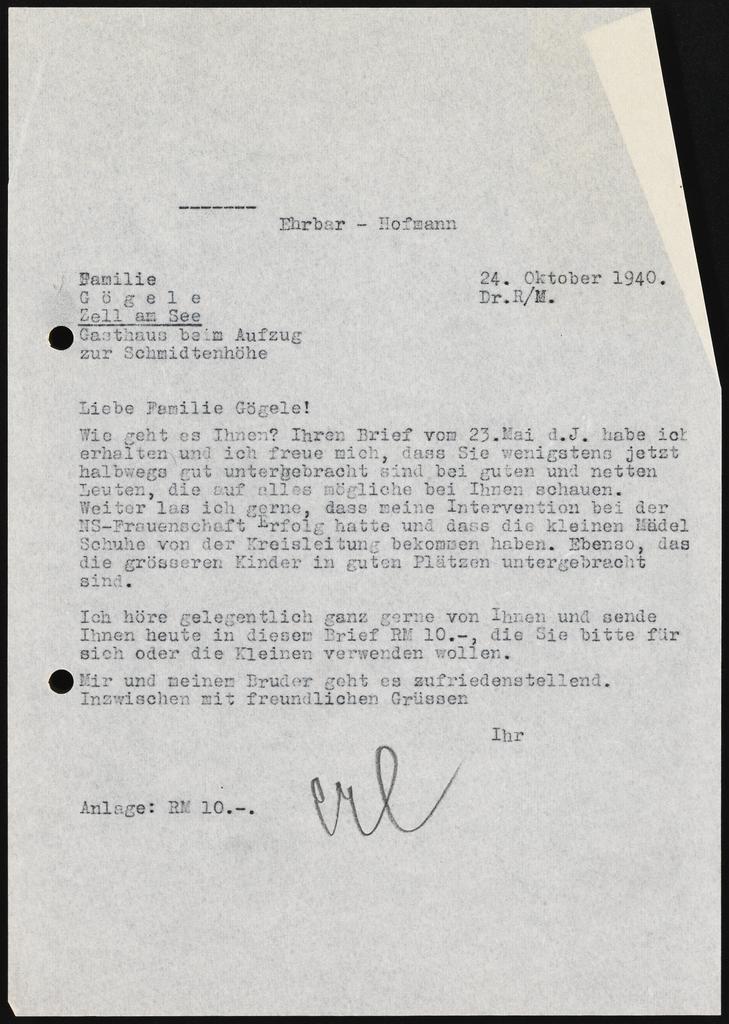 -------
Ehrbar - Hofmann
Familie
G ö g e l e
Zell am See
Gasthaus beim Aufzug
zur Schmidtenhöhe
24. Oktober 1940.
Dr.R/M.
Liebe Familie Gögele!
Wie geht es Ihnen? Ihren Brief vom 23.Mai d.J. habe ich
erhalten und ich freue mich, dass Sie wenigstens jetzt
halbwegs gut untergebracht sind bei guten und netten
Leuten, die auf alles mögliche bei Ihnen schauen.
Weiter las ich gerne, dass meine Intervention bei der
NS-Frauenschaft Erfolg hatte und dass die kleinen Mädel
Schuhe von der Kreisleitung bekommen haben. Ebenso, das
die grösseren Kinder in guten Plätzen untergebracht
sind.
Ich höre gelegentlich ganz gerne von Ihnen und sende
Ihnen heute in diesem Brief RM 10.-, die Sie bitte für
sich oder die Kleinen verwenden wollen.
Mir und meinem Bruder geht es zufriedenstellend.
Inzwischen mit freundlichen Grüssen
Ihr
erl
Anlage: RM 10.-.